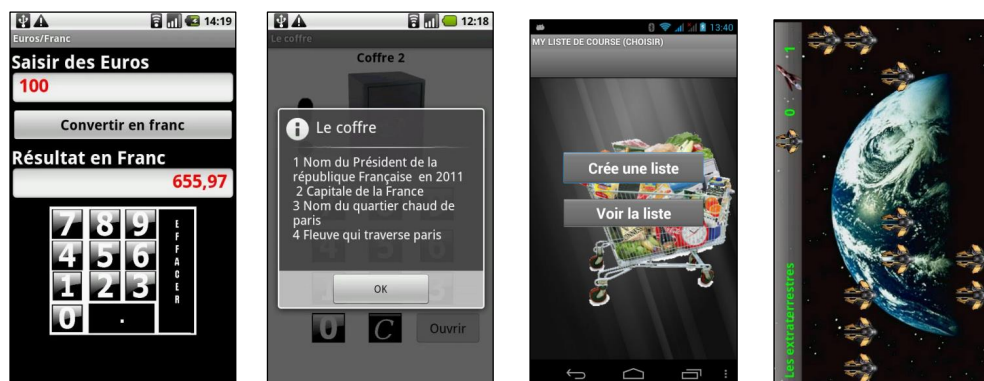 14:19
Euros/Franc
Saisir des Euros
100
Convertir en franc
Résultat en Franc
655,97
7 8 9
4 5 6
1 2 3
0 .
EFFACER
12:18
Le coffre
Coffre 2
Le coffre
1 Nom du Président de la
république Française en 2011
2 Capitale de la France
3 Nom du quartier chaud de
paris
4 Fleuve qui traverse paris
OK
0 C Ouvrir
13:40
MY LISTE DE COURSE (CHOISIR)
Crée une liste
Voir la liste
Les extraterrestres 0 1